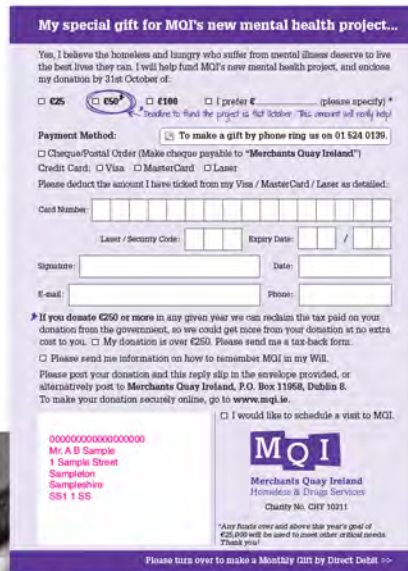 My special gift for MQI's new mental health project...
Yes, I believe the homeless and hungry who suffer from mental illness deserve to live
the best lives they can. I will help fund MQI's new mental health project, and enclose
my donation by 31st October of:
€25 €50 €100 I prefer € (please specify) *
Deadline to fund the project is 31st October. This amount will really help!
Payment Method: To make a gift by phone ring us on 01 524 0139.
Cheque/Postal Order (Make cheque payable to "Merchants Quay Ireland")
Credit Card: Visa MasterCard Laser
Please deduct the amount I have ticked from my Visa / MasterCard / Laser as detailed:
Card Number:
Laser / Security Code: Expiry Date: /
Signature: Date:
E-mail: Phone:
If you donate €250 or more in any given year we can reclaim the tax paid on your
donation from the government, so we could get more from your donation at no extra
cost to you. My donation is over €250. Please send me a tax-back form.
Please send me information on how to remember MQI in my Will.
Please post your donation and this reply slip in the envelope provided, or
alternatively post to Merchants Quay Ireland, P.O. Box 11958, Dublin 8.
To make your donation securely online, go to www.mqi.ie.
I would like to schedule a visit to MQI.
000000000000000000
Mr. A B Sample
1 Sample Street
Sampleton
Sampleshire
SS1 1 SS
MQI
Merchants Quay Ireland
Homeless & Drugs Services
Charity No. CHY 10311
*Any funds over and above this year's goal of
€25,000 will be used to meet other critical needs.
Thank you!
Please turn over to make a Monthly Gift by Direct Debit >>